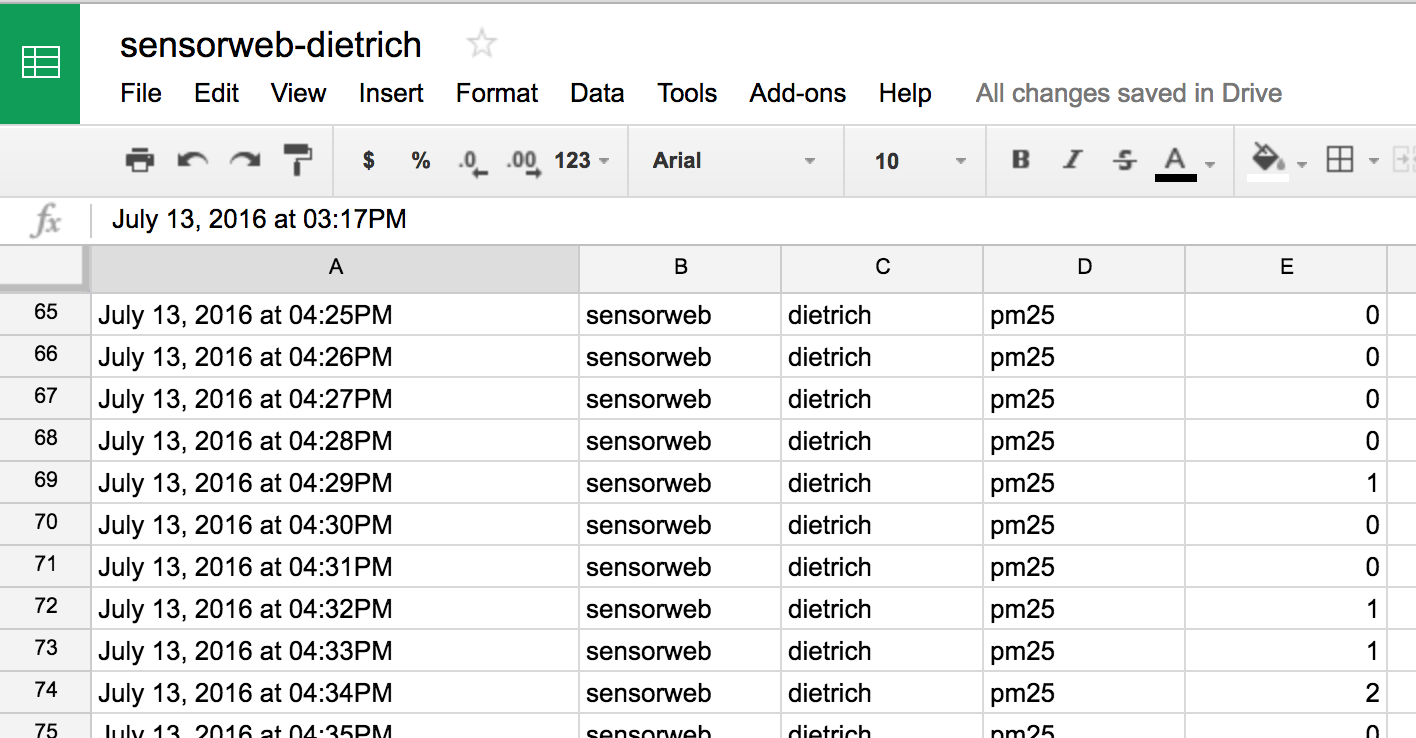 sensorweb-dietrich
File Edit View Insert Format Data Tools Add-ons Help All changes saved in Drive
$ % .0 .00 123 Arial 10 B I S A
fx July 13, 2016 at 03:17PM
A B C D E
65 July 13, 2016 at 04:25PM sensorweb dietrich pm25 0
66 July 13, 2016 at 04:26PM sensorweb dietrich pm25 0
67 July 13, 2016 at 04:27PM sensorweb dietrich pm25 0
68 July 13, 2016 at 04:28PM sensorweb dietrich pm25 0
69 July 13, 2016 at 04:29PM sensorweb dietrich pm25 1
70 July 13, 2016 at 04:30PM sensorweb dietrich pm25 0
71 July 13, 2016 at 04:31PM sensorweb dietrich pm25 0
72 July 13, 2016 at 04:32PM sensorweb dietrich pm25 1
73 July 13, 2016 at 04:33PM sensorweb dietrich pm25 1
74 July 13, 2016 at 04:34PM sensorweb dietrich pm25 2
75 July 13, 2016 at 04:35PM sensorweb dietrich pm25 0